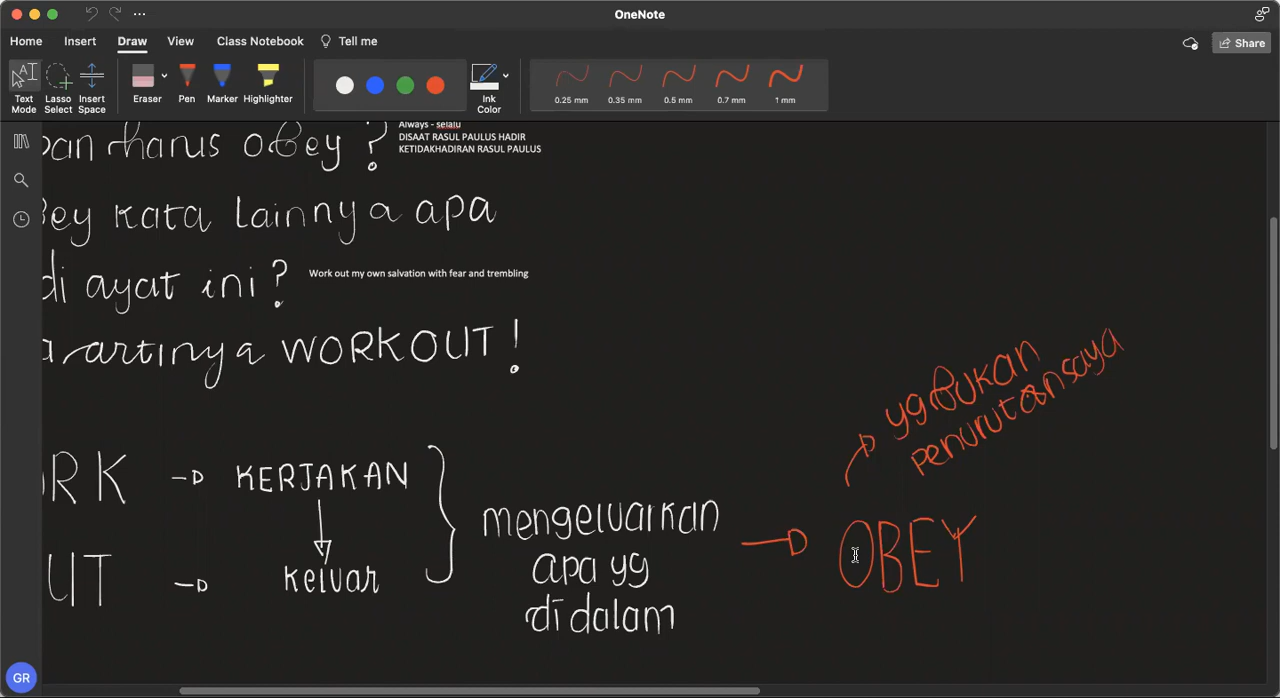 OneNote
Home Insert Draw View Class Notebook Tell me
Share
Text Mode
Lasso Select
Insert Space
Eraser
Pen
Marker
Highlighter
Ink Color
0.25 mm
0.35 mm
0.5 mm
0.7 mm
1 mm
Always - selalu
DISAAT RASUL PAULUS HADIR
KETIDAKHADIRAN RASUL PAULUS
pan harus obey ?
bey kata lainnya apa
di ayat ini ?
Work out my own salvation with fear and trembling
a artinya WORKOUT !
yg bukan
penurutan saya
ORK
KERJAKAN
mengeluarkan
apa yg
didalam
OBEY
UT
Keluar
GR